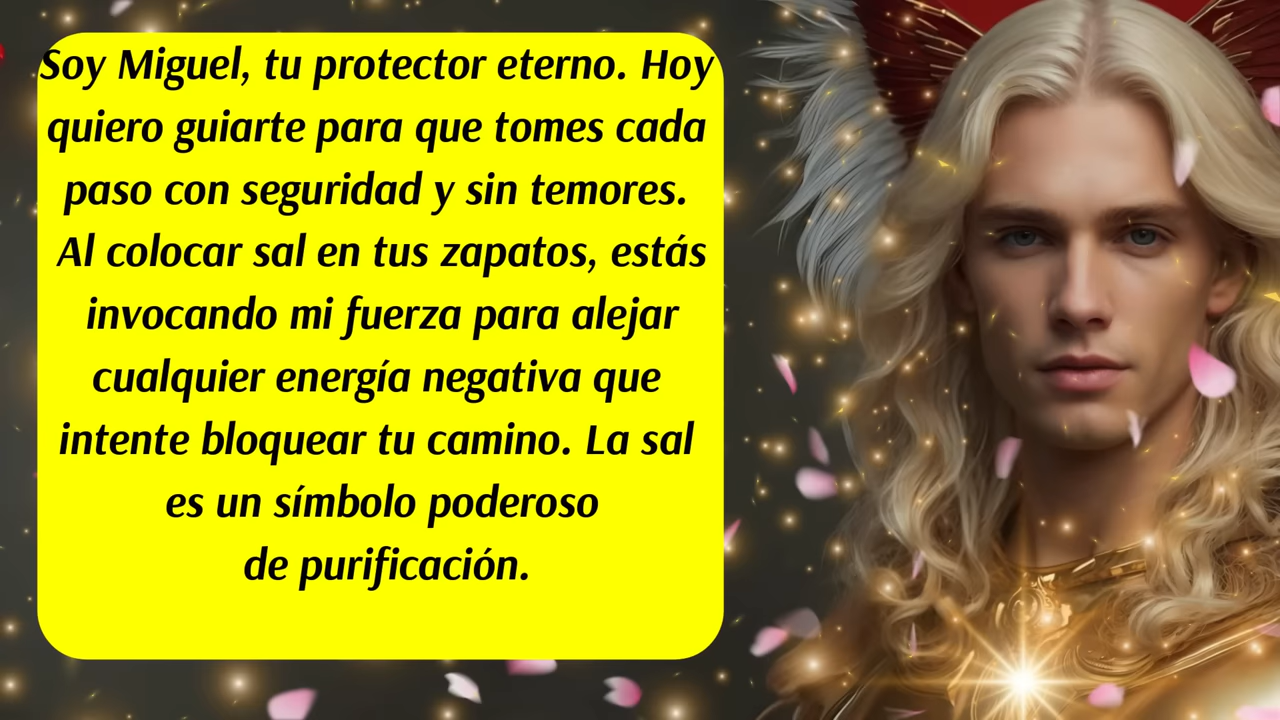 Soy Miguel, tu protector eterno. Hoy
quiero guiarte para que tomes cada
paso con seguridad y sin temores.
Al colocar sal en tus zapatos, estás
invocando mi fuerza para alejar
cualquier energía negativa que
intente bloquear tu camino. La sal
es un símbolo poderoso
de purificación.